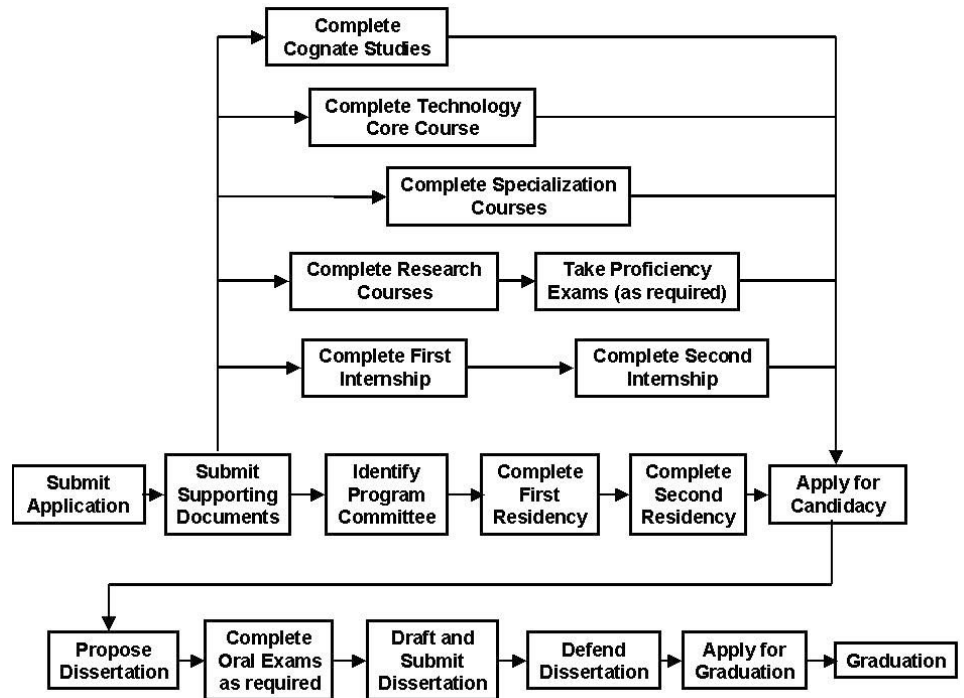 Complete
Cognate Studies
Complete Technology
Core Course
Complete Specialization
Courses
Complete Research
Courses
Take Proficiency
Exams (as required)
Complete First
Internship
Complete Second
Internship
Submit
Application
Submit
Supporting
Documents
Identify
Program
Committee
Complete
First
Residency
Complete
Second
Residency
Apply for
Candidacy
Propose
Dissertation
Complete
Oral Exams
as required
Draft and
Submit
Dissertation
Defend
Dissertation
Apply for
Graduation
Graduation